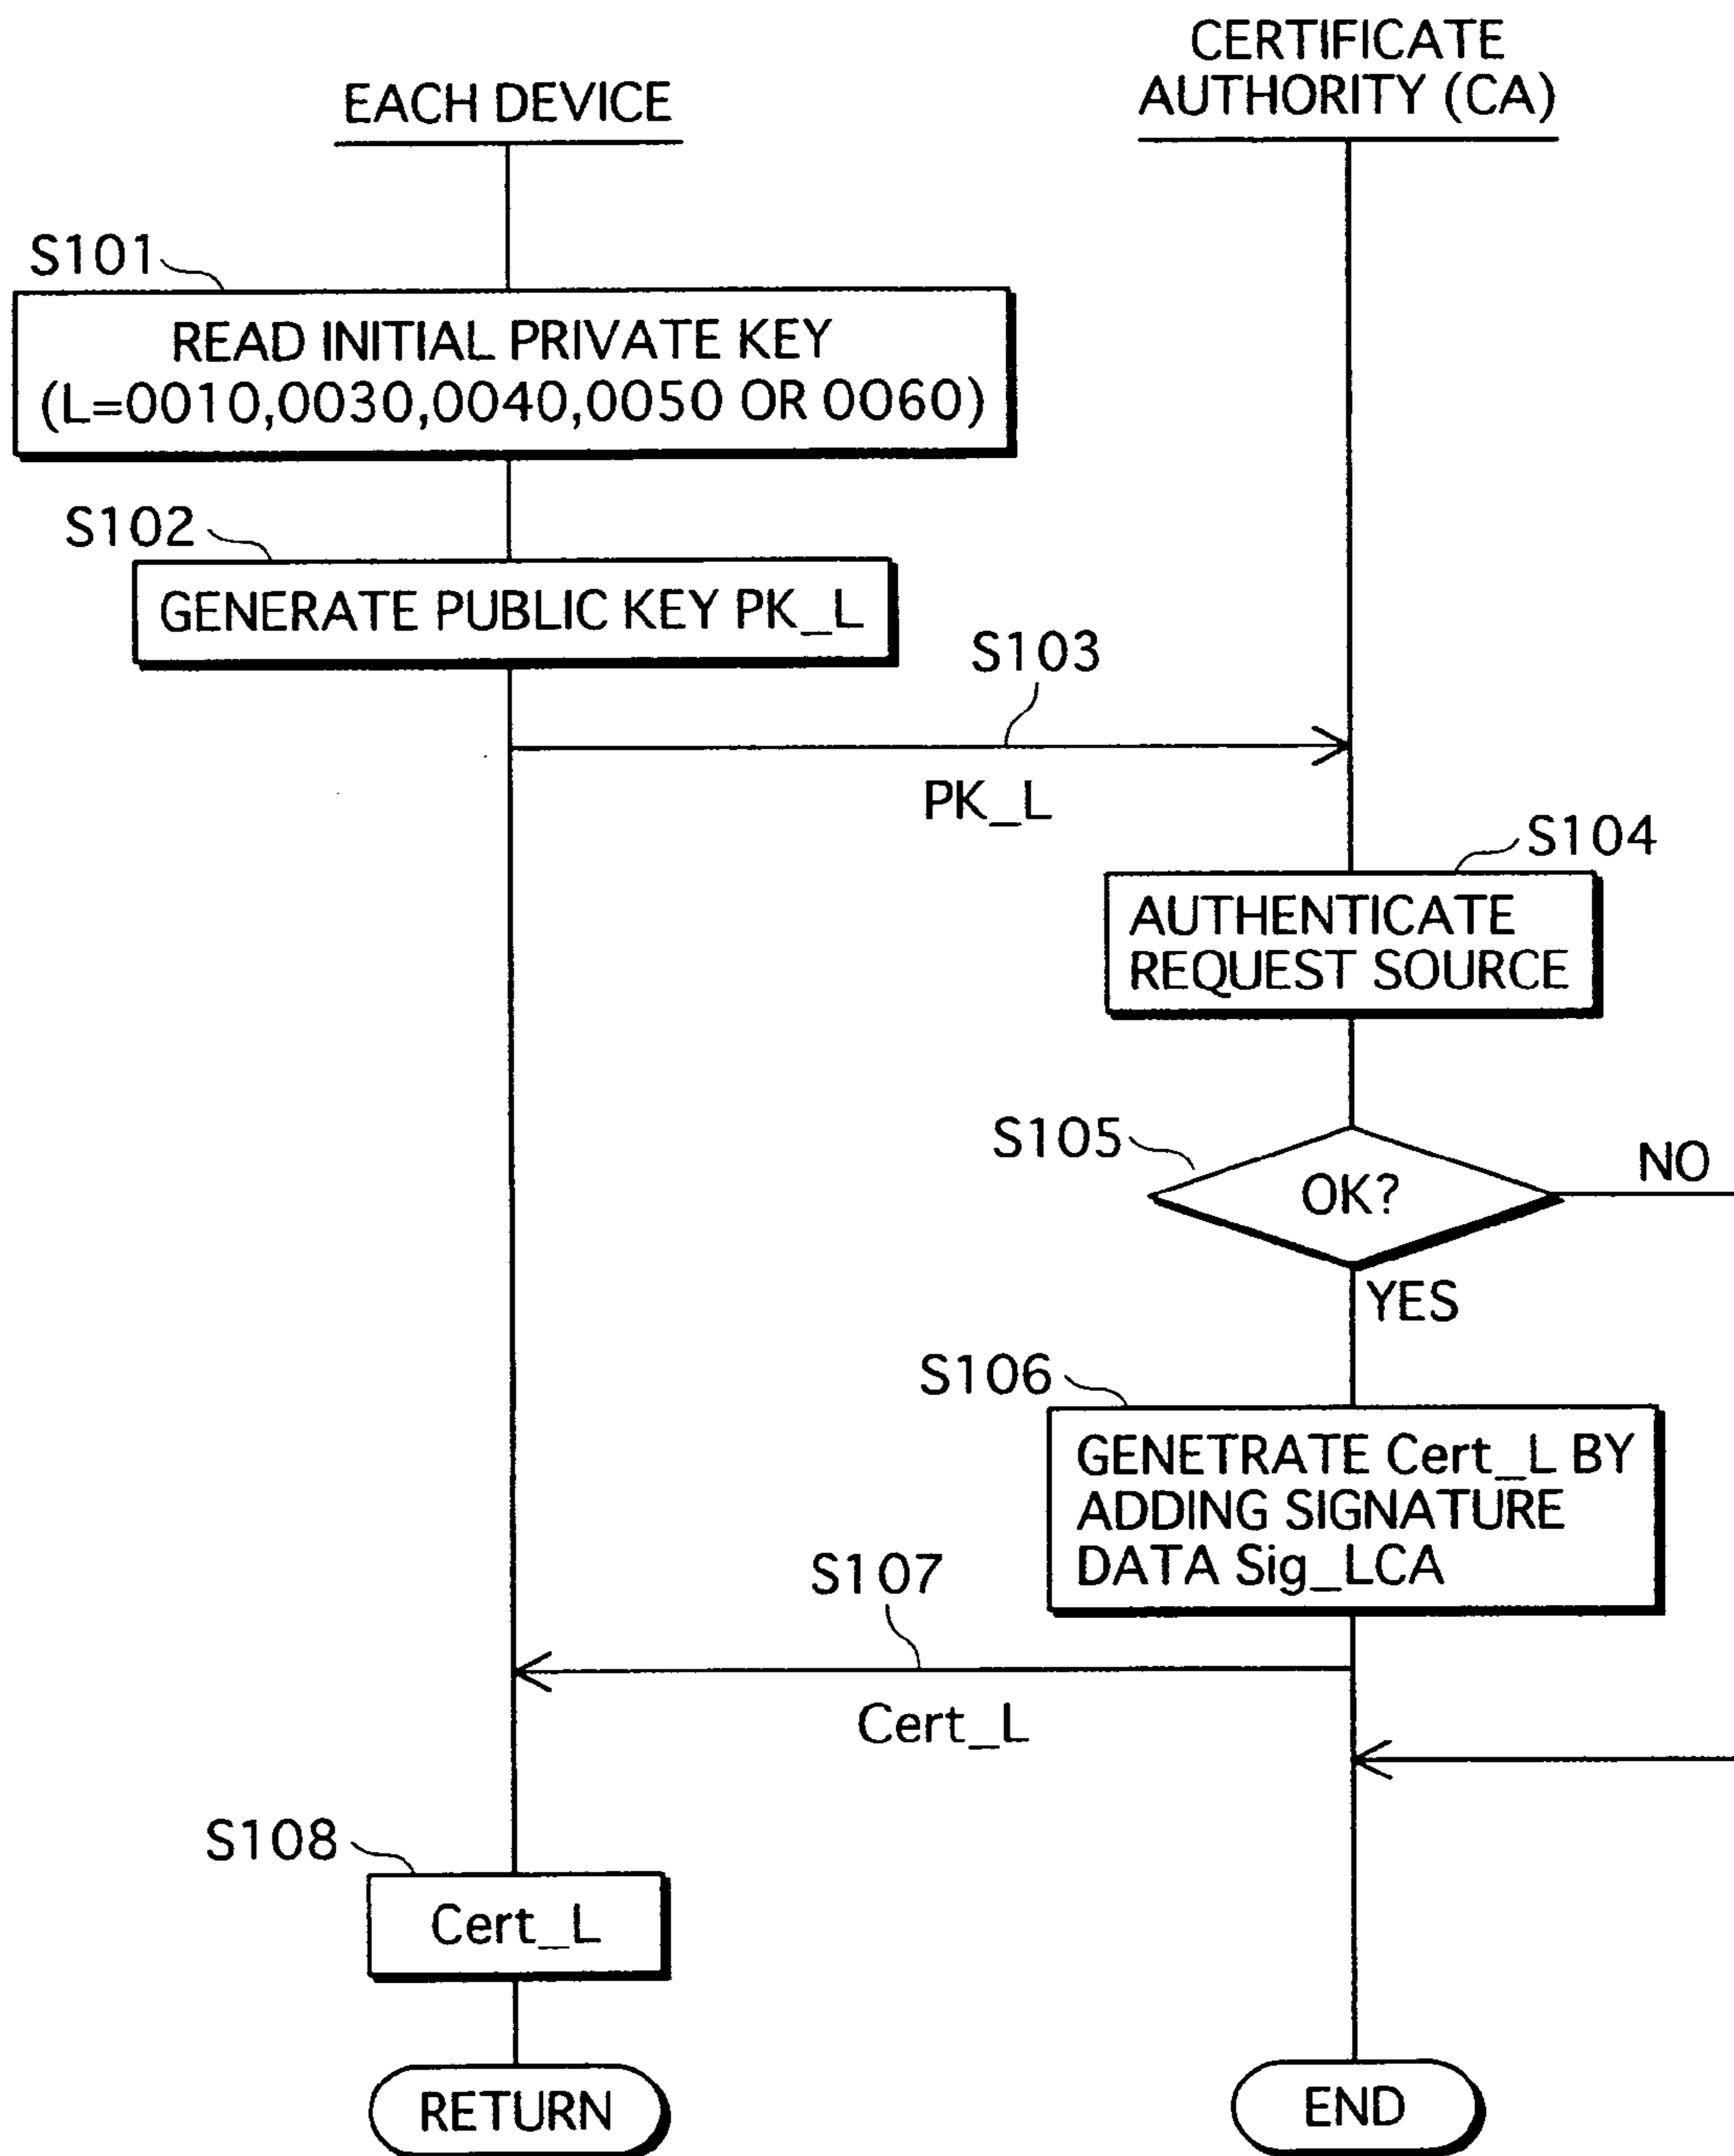 EACH DEVICE
CERTIFICATE
AUTHORITY (CA)
S101
READ INITIAL PRIVATE KEY
(L=0010,0030,0040,0050 OR 0060)
S102
GENERATE PUBLIC KEY PK_L
S103
PK_L
S104
AUTHENTICATE
REQUEST SOURCE
S105
OK?
NO
YES
S106
GENETRATE Cert_L BY
ADDING SIGNATURE
DATA Sig_LCA
S107
Cert_L
S108
Cert_L
RETURN
END